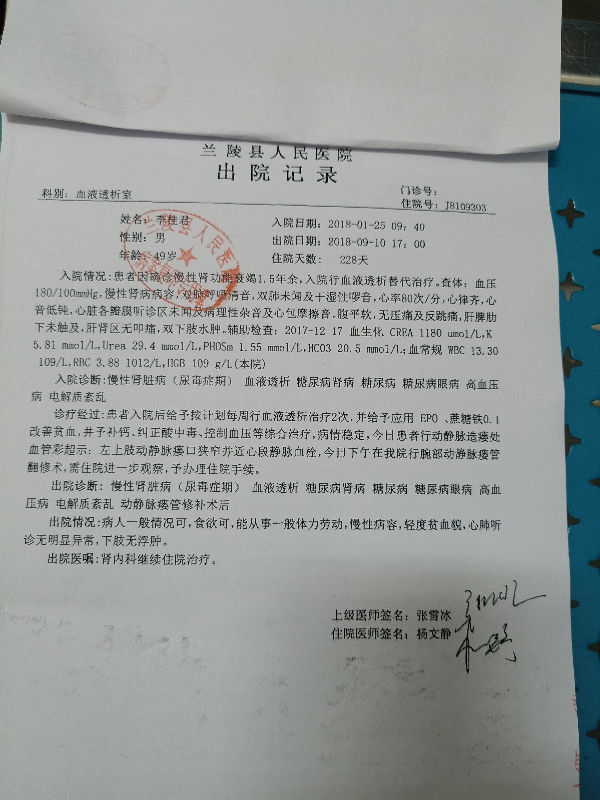 兰陵县人民医院
出院记录
科别: 血液透析室 门诊号:
住院号: J8109303
姓名: 李桂君 入院日期: 2018-01-25 09: 40
性别: 男 出院日期: 2018-09-10 17: 00
年龄: 49岁 住院天数: 228天
入院情况: 患者因确诊慢性肾功能衰竭1.5年余, 入院行血液透析替代治疗。查体: 血压
180/100mmHg, 慢性肾病病容, 双肺呼吸清音, 双肺未闻及干湿性啰音, 心率80次/分, 心律齐, 心
音低钝, 心脏各瓣膜听诊区未闻及病理性杂音及心包摩擦音。腹平软, 无压痛及反跳痛, 肝脾肋
下未触及, 肝肾区无叩痛, 双下肢水肿。辅助检查: 2017-12 17 血生化 CREA 1180 umol/L, K
5.81 mmol/L, Urea 29.4 mmol/L, PHOSm 1.55 mmol/L, HCO3 20.5 mmol/L; 血常规 WBC 13.30
109/L, RBC 3.88 1012/L, HGB 109 g/L(本院)
入院诊断: 慢性肾脏病(尿毒症期) 血液透析 糖尿病肾病 糖尿病 糖尿病眼病 高血压
病 电解质紊乱
诊疗经过: 患者入院后给予按计划每周行血液透析治疗2次, 并给予应用 EPO、蔗糖铁0.1
改善贫血, 并予补钙、纠正酸中毒、控制血压等综合治疗, 病情稳定, 今日患者行动静脉造瘘处
血管彩超示: 左上肢动静脉瘘口狭窄并近心段静脉血栓, 今日下午在我院行腕部动静脉瘘管
翻修术, 需住院进一步观察, 予办理住院手续。
出院诊断: 慢性肾脏病(尿毒症期) 血液透析 糖尿病肾病 糖尿病 糖尿病眼病 高血
压病 电解质紊乱 动静脉瘘管修补术后
出院情况: 病人一般情况可, 食欲可, 能从事一般体力劳动, 慢性病容, 轻度贫血貌, 心肺听
诊无明显异常, 下肢无浮肿。
出院医嘱: 肾内科继续住院治疗。
上级医师签名: 张雪冰
住院医师签名: 杨文静